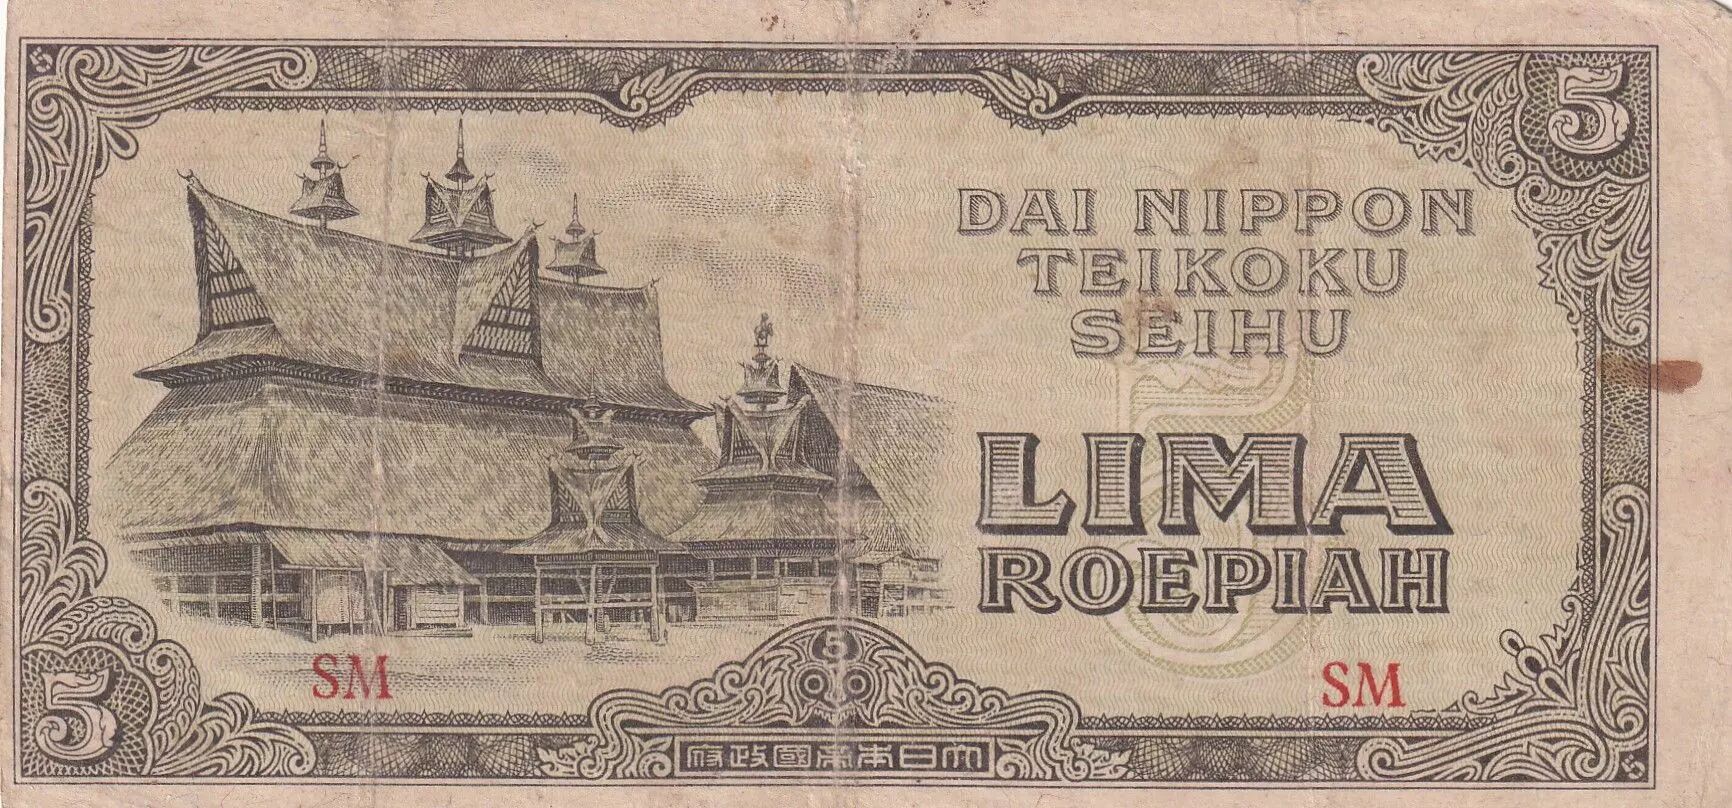 5
DAI NIPPON
TEIKOKU
SEIHU
5
LIMA
ROEPIAH
SM
SM
5
5
大日本帝國政府